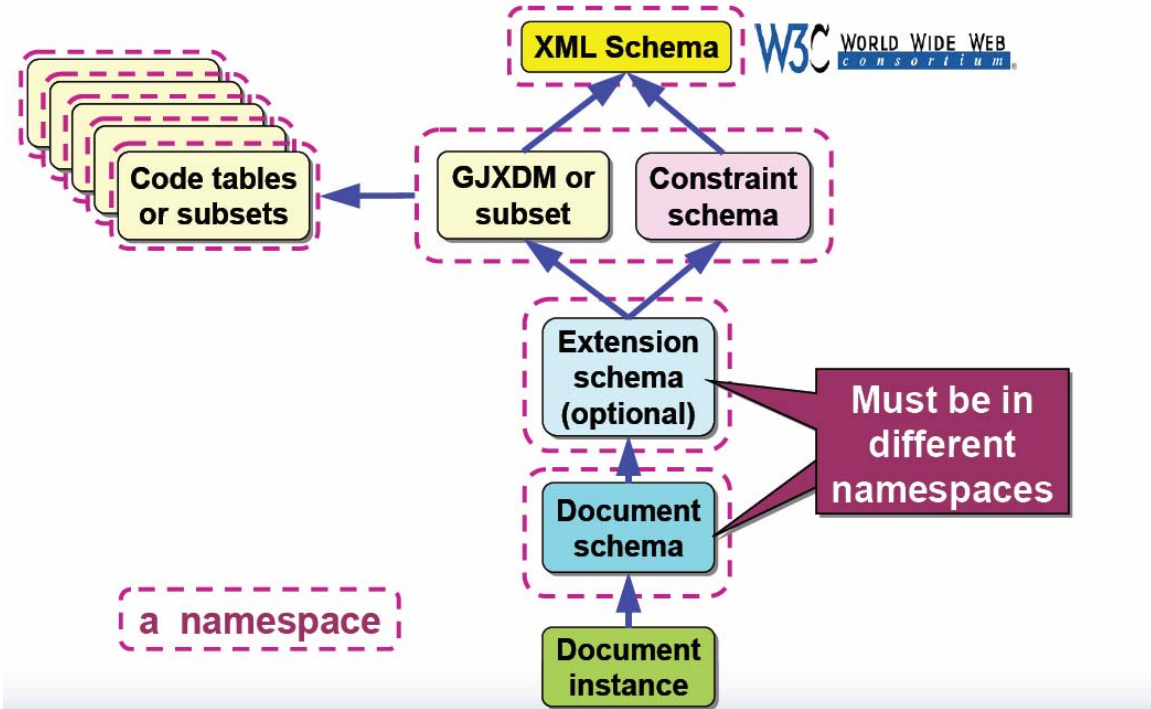 XML Schema
W3C WORLD WIDE WEB
consortium®
Code tables
or subsets
GJXDM or
subset
Constraint
schema
Extension
schema
(optional)
Must be in
different
namespaces
Document
schema
a namespace
Document
instance